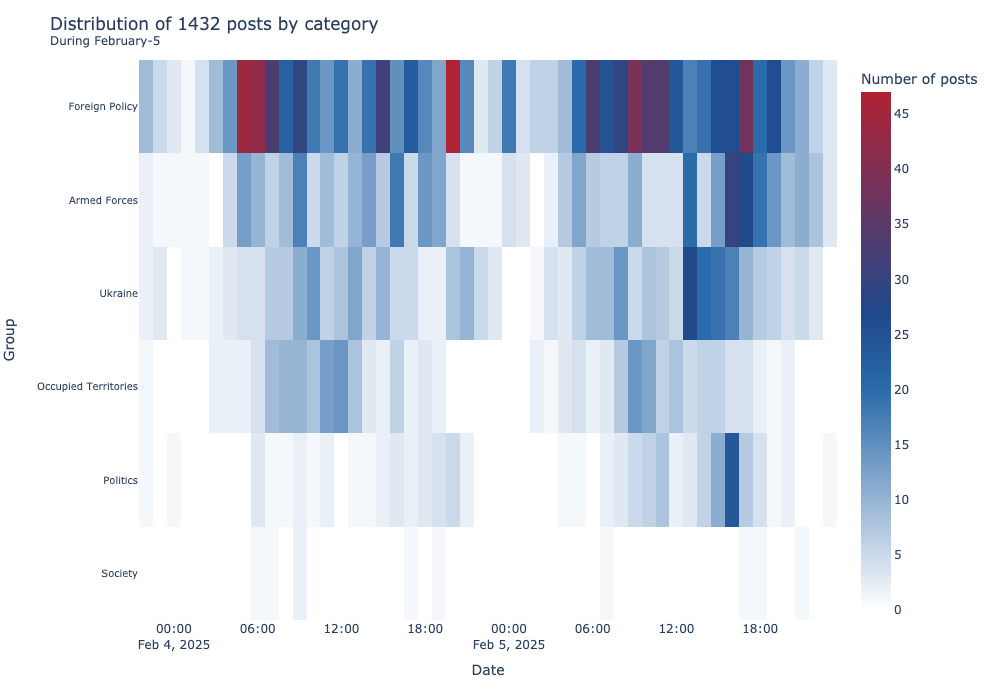 Distribution of 1432 posts by category
During February-5
Number of posts
45
40
35
30
25
20
15
10
5
0
Group
Foreign Policy
Armed Forces
Ukraine
Occupied Territories
Politics
Society
00:00 06:00 12:00 18:00 00:00 06:00 12:00 18:00
Feb 4, 2025 Feb 5, 2025
Date